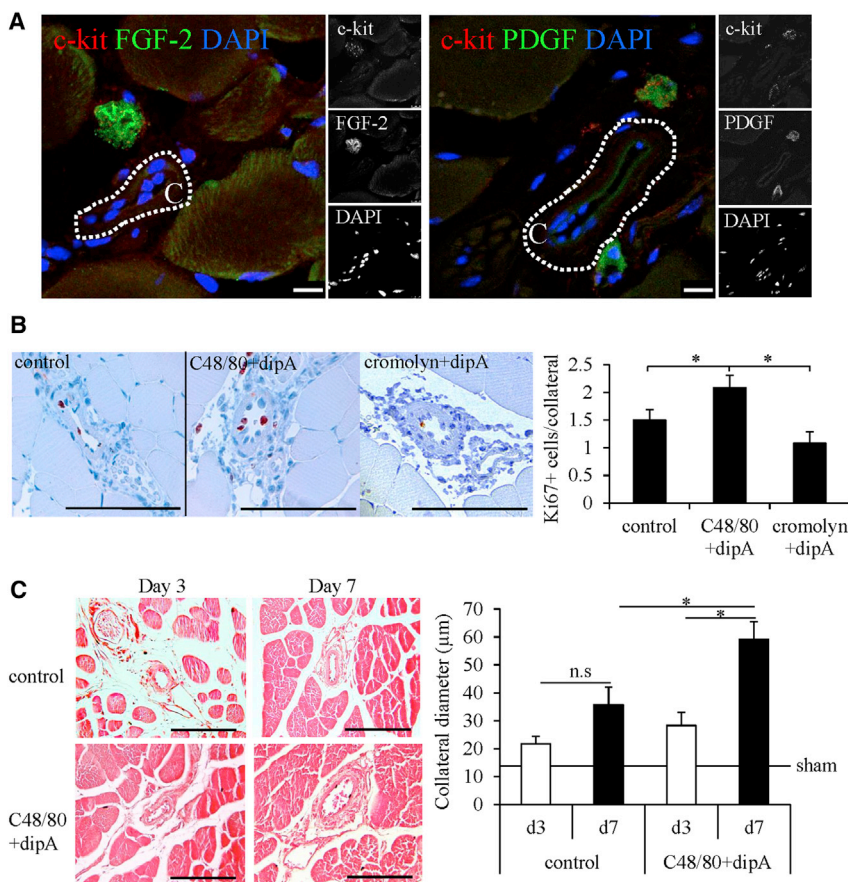 A
c-kit FGF-2 DAPI
C
c-kit
FGF-2
DAPI
c-kit PDGF DAPI
C
c-kit
PDGF
DAPI
B
control
C48/80+dipA
cromolyn+dipA
Ki67+ cells/collateral
2.5
2
1.5
1
0.5
0
* *
control C48/80 cromolyn
+dipA +dipA
C
Day 3 Day 7
control
C48/80
+dipA
Collateral diameter (µm)
70
60
50
40
30
20
10
0
*
*
n.s
sham
d3 d7 d3 d7
control C48/80+dipA